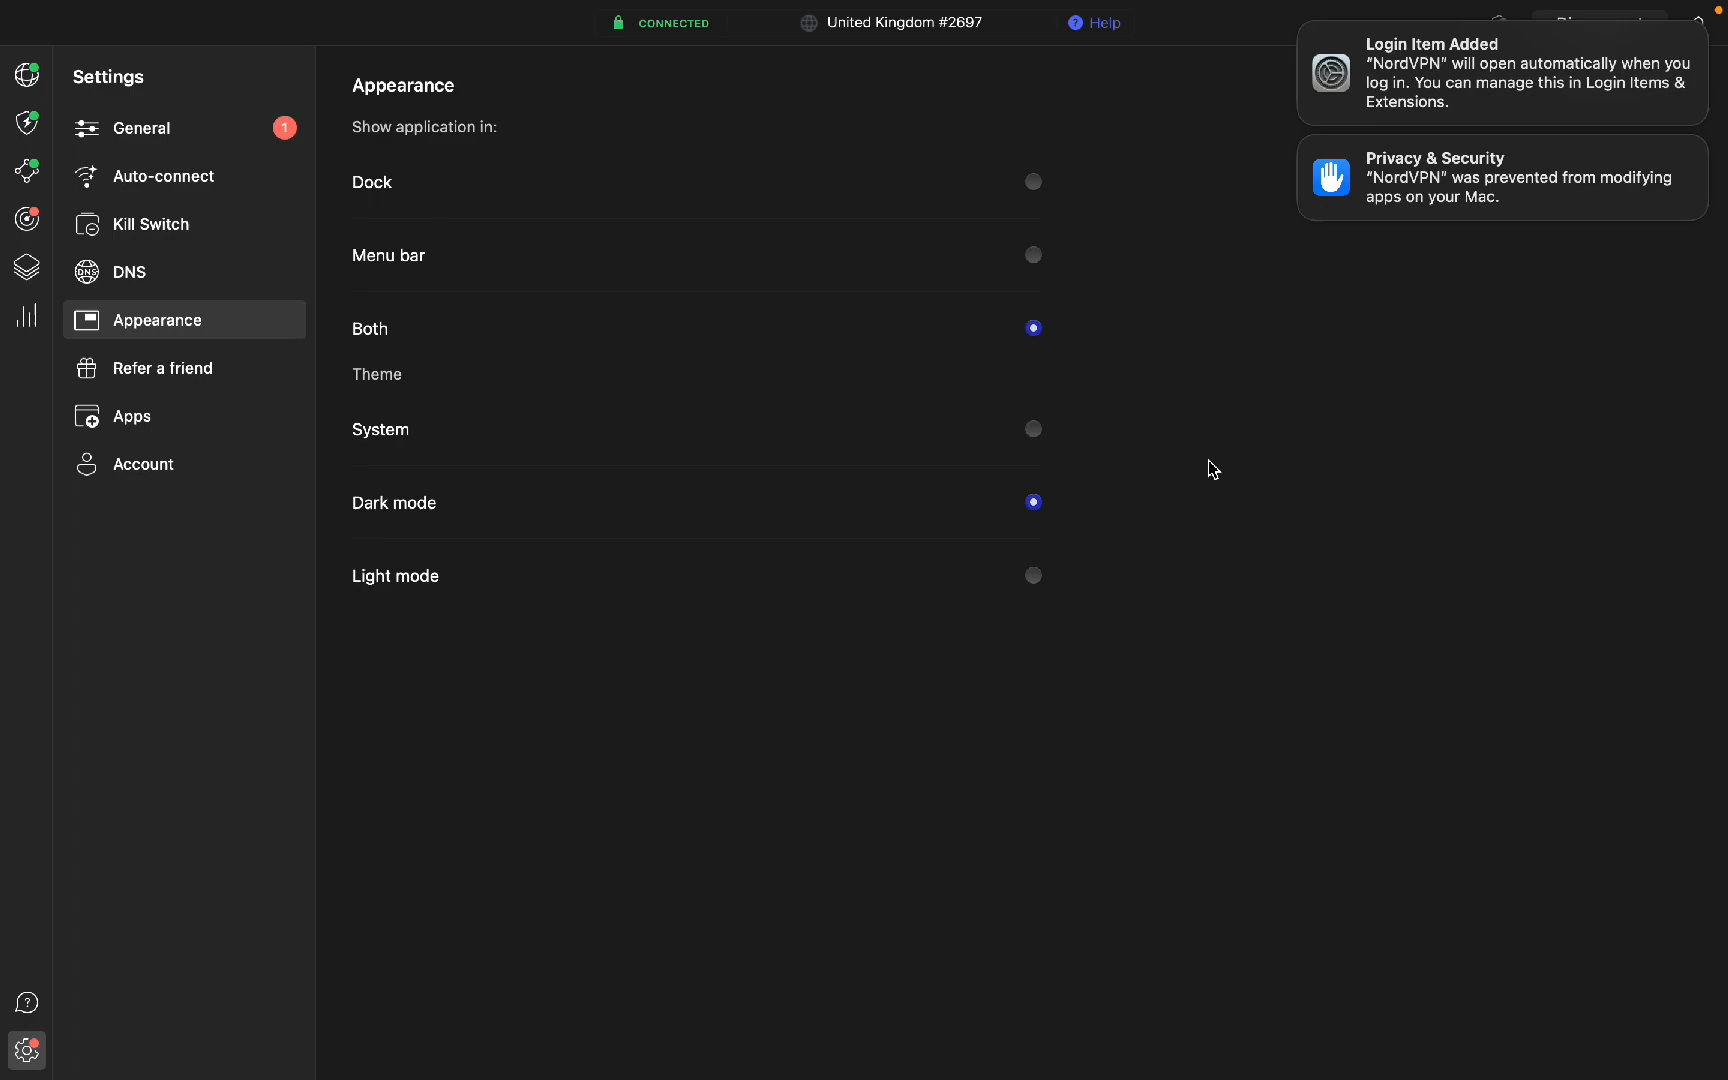 CONNECTED
United Kingdom #2697
? Help
Login Item Added
"NordVPN" will open automatically when you
log in. You can manage this in Login Items &
Extensions.
Privacy & Security
"NordVPN" was prevented from modifying
apps on your Mac.
Settings
General
1
Auto-connect
Kill Switch
DNS
DNS
Appearance
Refer a friend
Apps
Account
Appearance
Show application in:
Dock
Menu bar
Both
Theme
System
Dark mode
Light mode
?